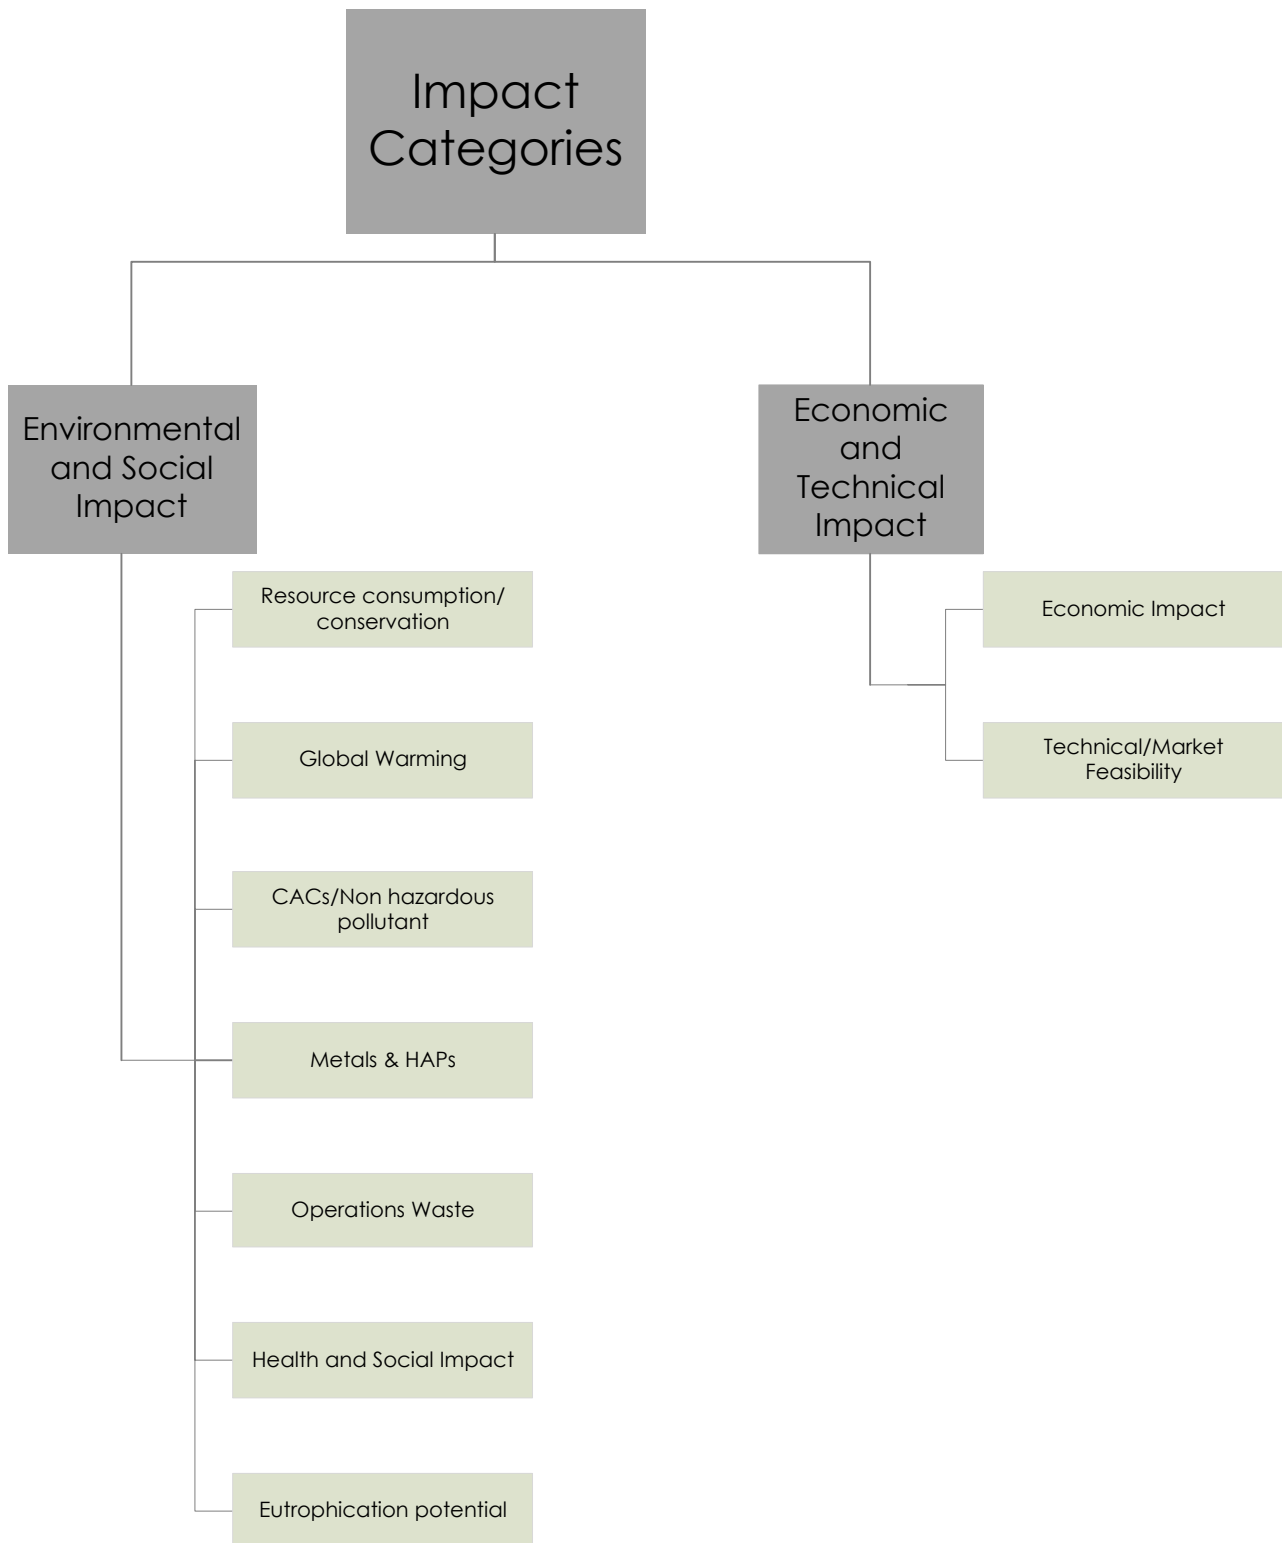 Impact
Categories
Environmental
and Social
Impact
Economic
and
Technical
Impact
Resource consumption/
conservation
Global Warming
CACs/Non hazardous
pollutant
Metals & HAPs
Operations Waste
Health and Social Impact
Eutrophication potential
Economic Impact
Technical/Market
Feasibility